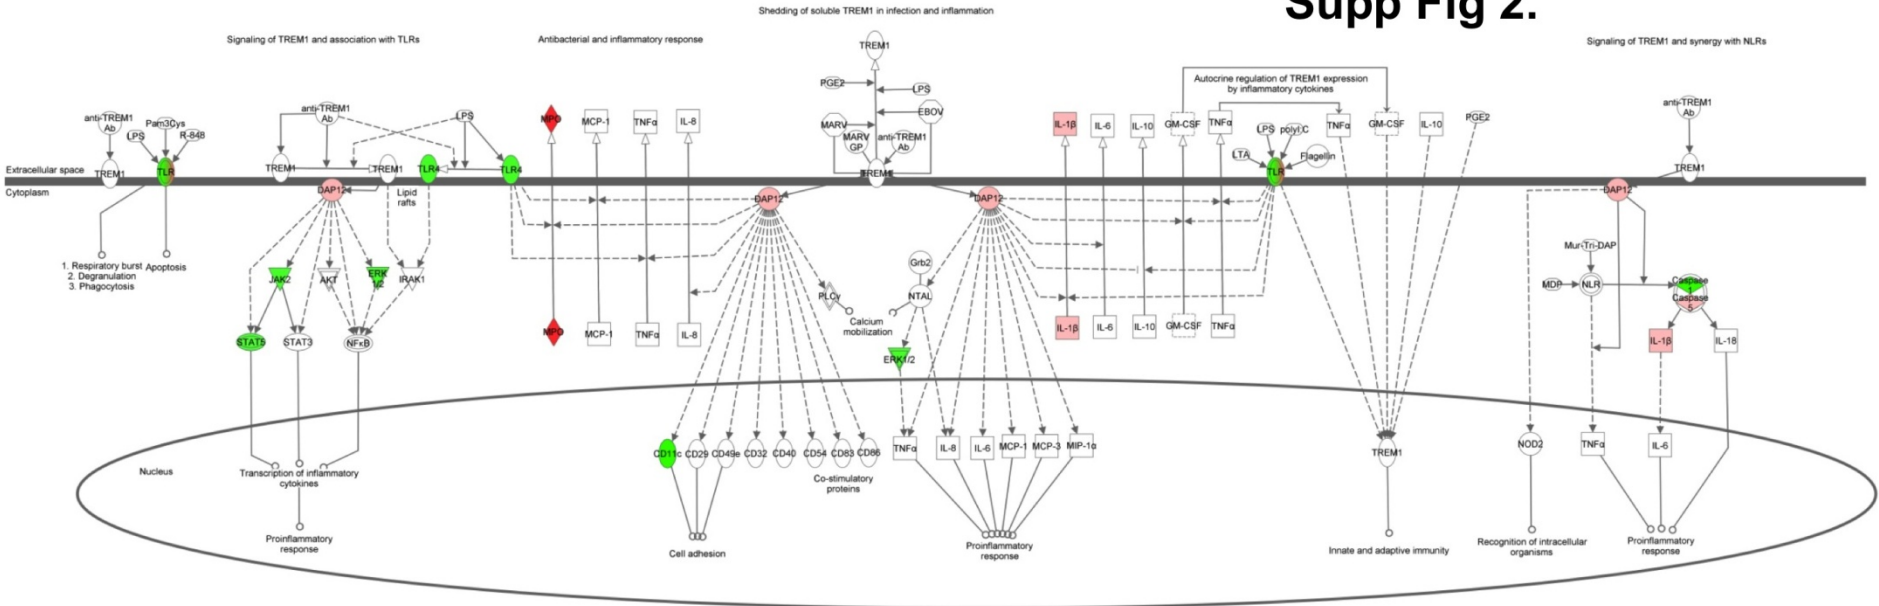 Supp Fig 2.
Shedding of soluble TREM1 in infection and inflammation
Signaling of TREM1 and association with TLRs
Antibacterial and inflammatory response
Signaling of TREM1 and synergy with NLRs
Autocrine regulation of TREM1 expression
by inflammatory cytokines
Extracellular space
Cytoplasm
anti-TREM1
Ab
LPS
Pam3Cys
R-848
TREM1
TLR
1. Respiratory burst
2. Degranulation
3. Phagocytosis
Apoptosis
anti-TREM1
Ab
LPS
TREM1
TREM1
TLR4
TLR4
DAP12
Lipid
rafts
JAK2
AKT
ERK
1/2
IRAK1
STAT5
STAT3
NFκB
MPO
MCP-1
TNFα
IL-8
MPO
MCP-1
TNFα
IL-8
TREM1
PGE2
LPS
EBOV
MARV
MARV
GP
anti-TREM1
Ab
TREM1
DAP12
DAP12
PLCγ
Calcium
mobilization
Grb2
NTAL
ERK1/2
IL-1β
IL-6
IL-10
GM-CSF
TNFα
IL-1β
IL-6
IL-10
GM-CSF
TNFα
LPS
polyI:C
LTA
Flagellin
TLR
TNFα
GM-CSF
IL-10
PGE2
anti-TREM1
Ab
TREM1
DAP12
Mur-Tri-DAP
MDP
NLR
Caspase
1
Caspase
5
IL-1β
IL-18
Nucleus
Transcription of inflammatory
cytokines
Proinflammatory
response
CD11c
CD29
CD49e
CD32
CD40
CD54
CD83
CD86
Co-stimulatory
proteins
Cell adhesion
TNFα
IL-8
IL-6
MCP-1
MCP-3
MIP-1α
Proinflammatory
response
TREM1
Innate and adaptive immunity
NOD2
TNFα
IL-6
Recognition of intracellular
organisms
Proinflammatory
response